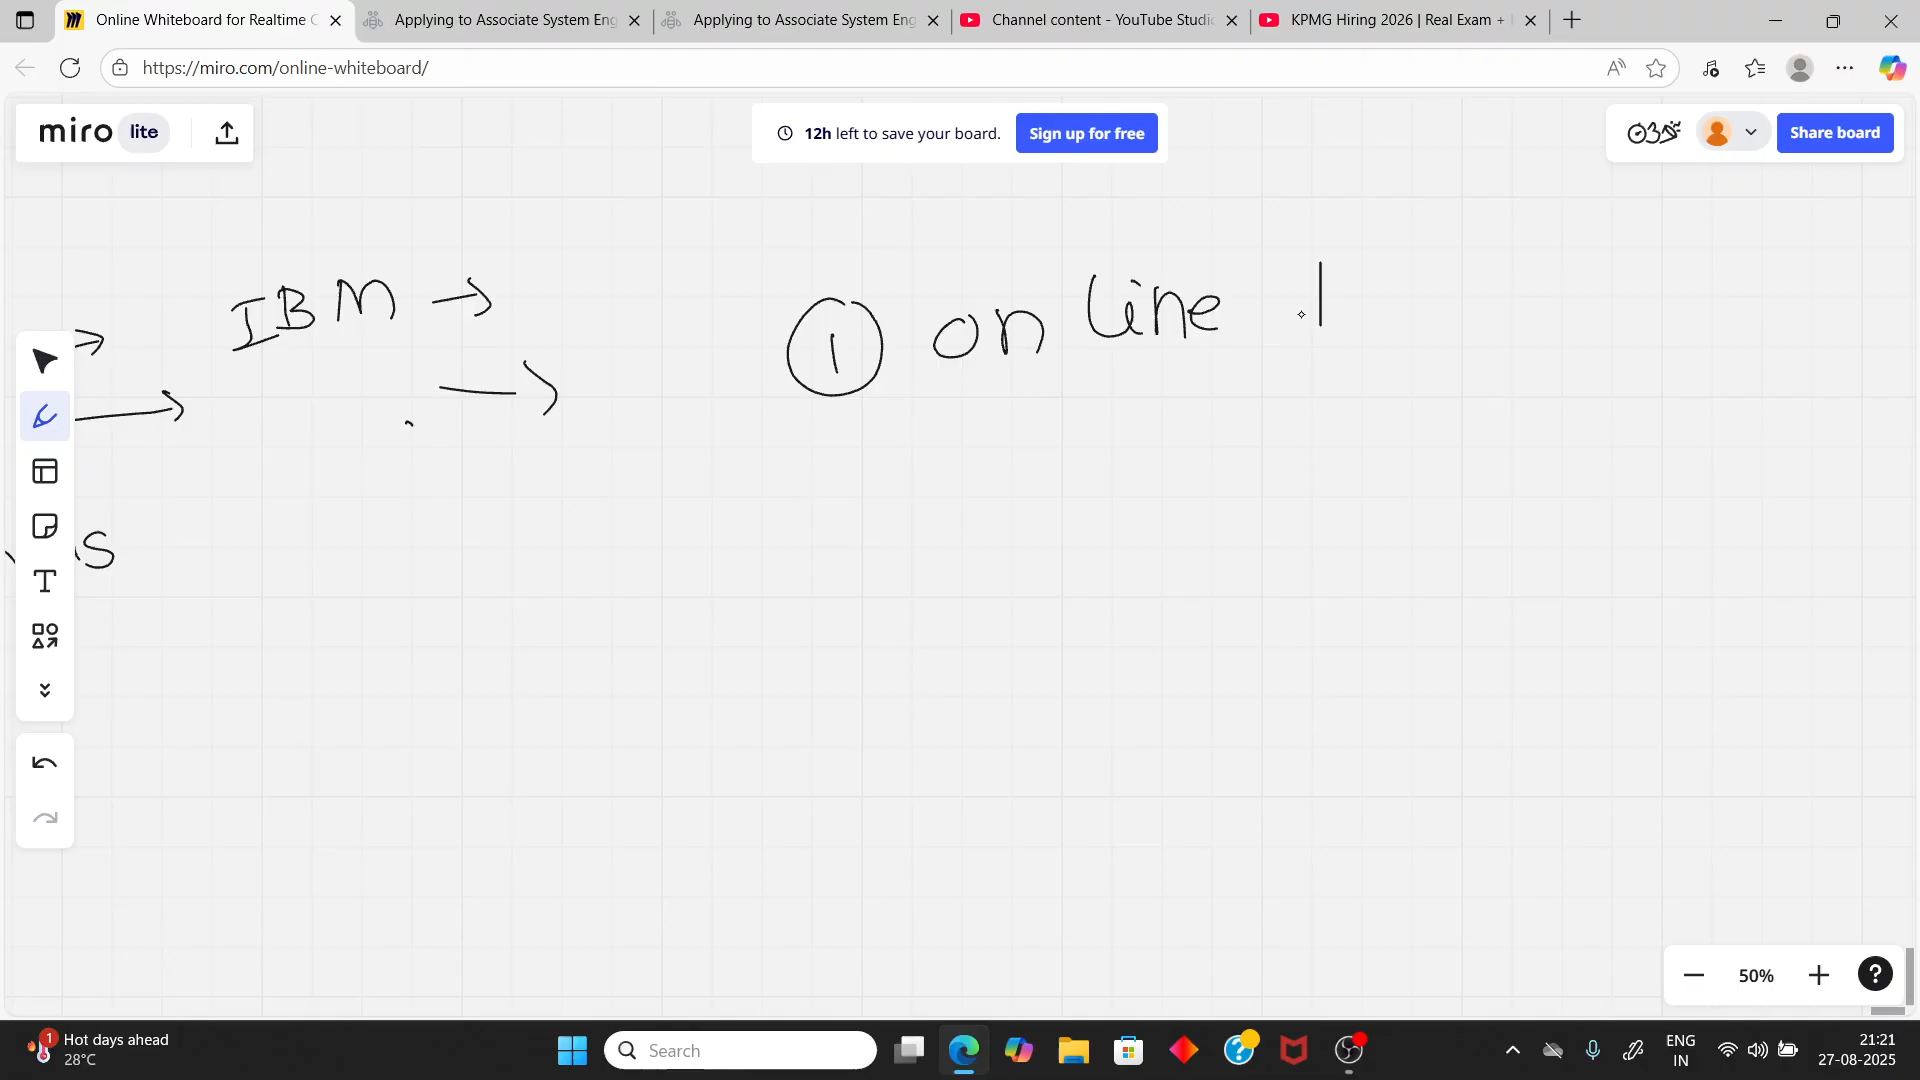 Online Whiteboard for Realtime C
Applying to Associate System Eng
Applying to Associate System Eng
Channel content - YouTube Studio
KPMG Hiring 2026 | Real Exam +
https://miro.com/online-whiteboard/
miro lite
12h left to save your board.
Sign up for free
Share board
IBM →
① on line
s
T
50%
1
Hot days ahead
28°C
Search
ENG
IN
21:21
27-08-2025